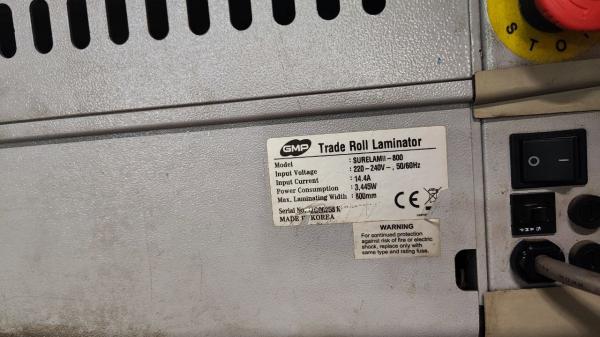 STO
GMP Trade Roll Laminator
Model : SURELAMII-800
Input Voltage : 220-240V~, 50/60Hz
Input Current : 14.4A
Power Consumption : 3,445W
Max. Laminating Width : 800mm
Serial No.
MADE IN KOREA
CE
WARNING
For continued protection
against risk of fire or electric
shock, replace only with
same type and rating fuse.